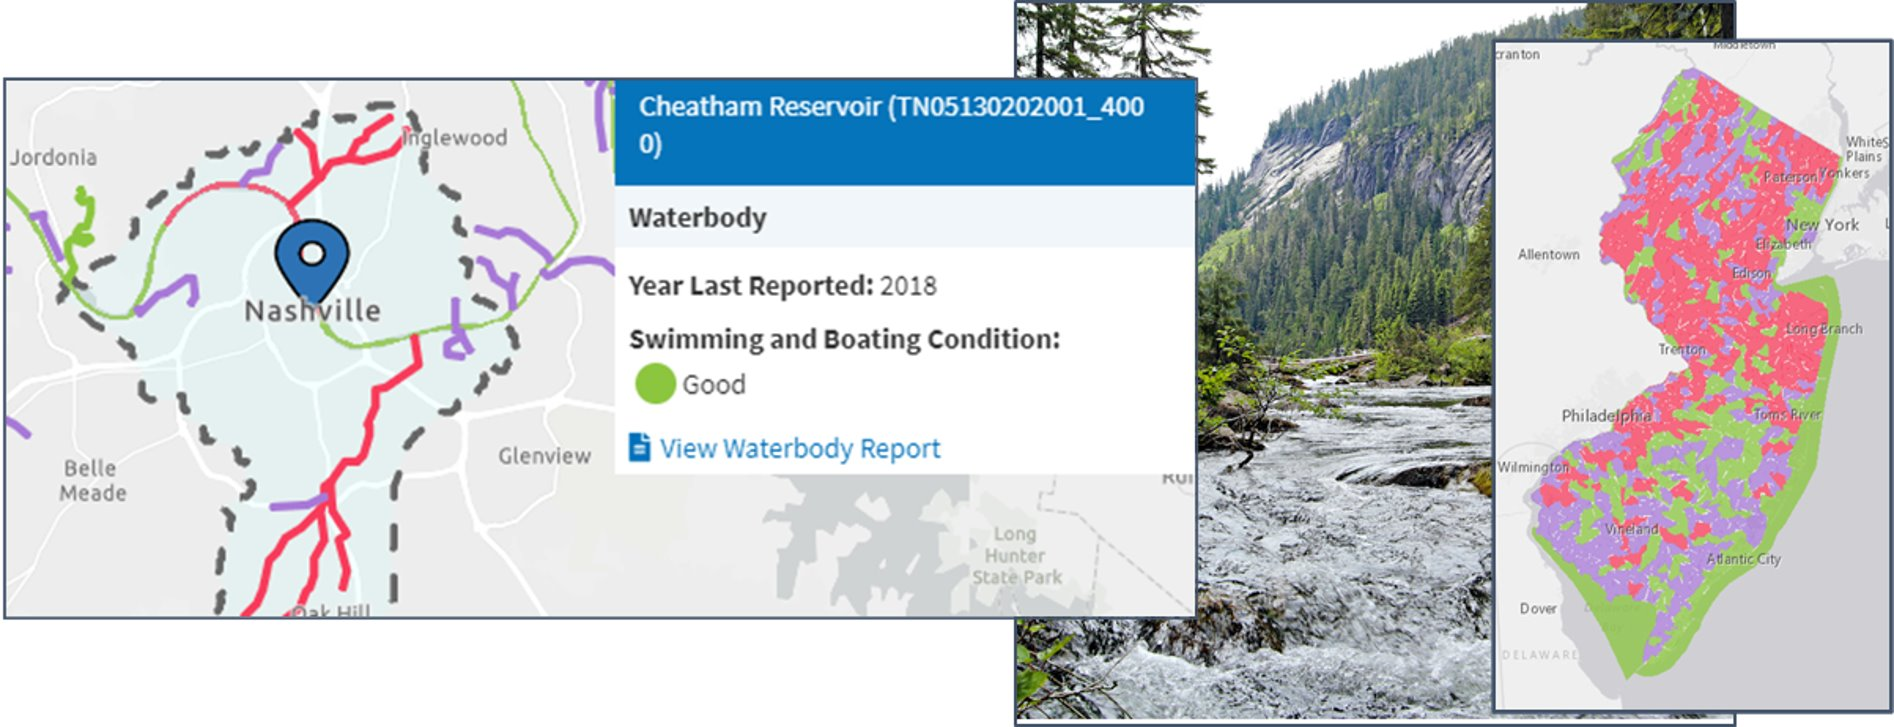 Jordonia
Inglewood
Nashville
Belle
Meade
Glenview
Oak Hill
Long
Hunter
State Park
Cheatham Reservoir (TN05130202001_400
0)
Waterbody
Year Last Reported: 2018
Swimming and Boating Condition:
Good
View Waterbody Report
cranton
Middletown
White
Plains
Paterson
Yonkers
New York
Elizabeth
Allentown
Edison
Long Branch
Trenton
Philadelphia
Toms River
Wilmington
Vineland
Atlantic City
Dover
Delaware
Bay
DELAWARE